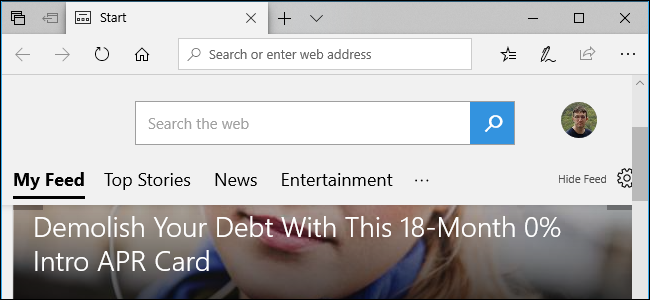 Start
Search or enter web address
Search the web
My Feed Top Stories News Entertainment ... Hide Feed
Demolish Your Debt With This 18-Month 0%
Intro APR Card